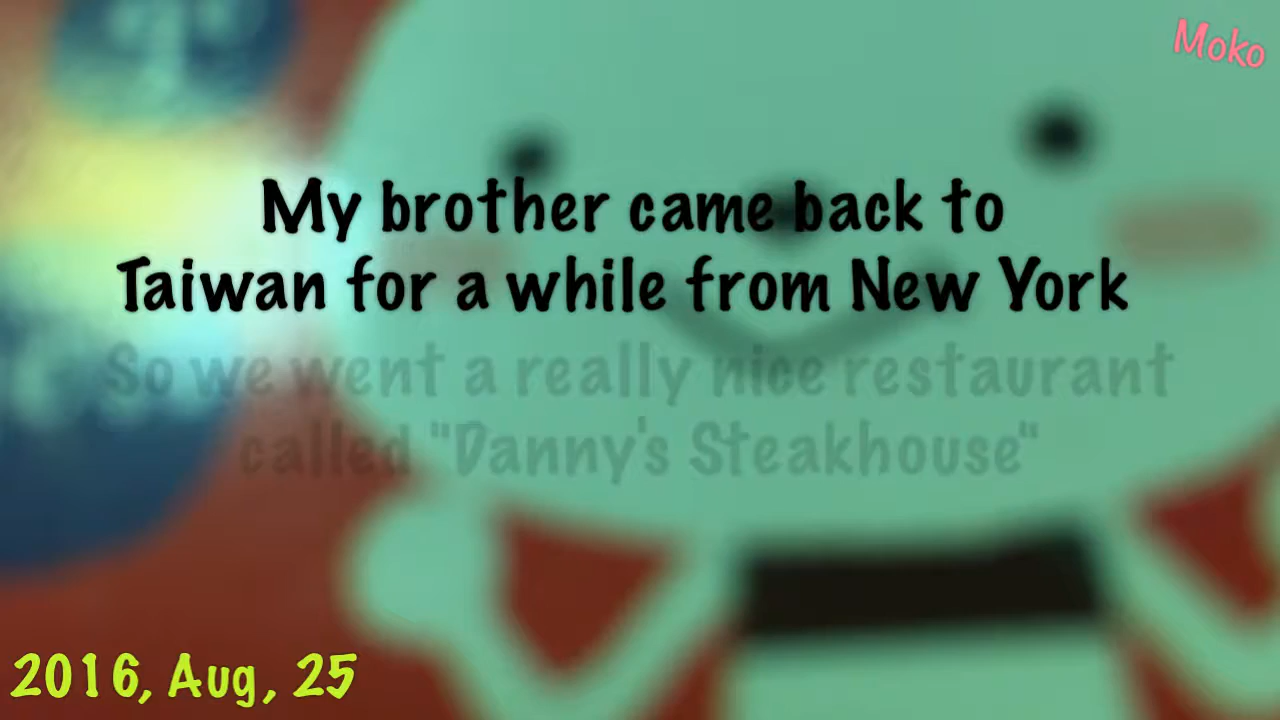 Moko
My brother came back to
Taiwan for a while from New York
So we went a really nice restaurant
called "Danny's Steakhouse"
2016, Aug, 25